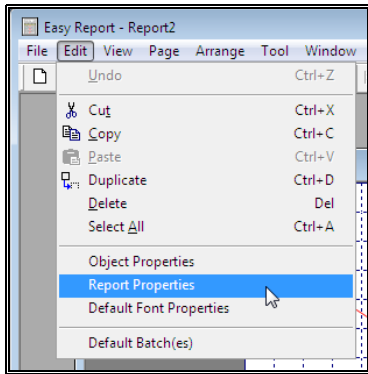 Easy Report - Report2
File Edit View Page Arrange Tool Window
Undo Ctrl+Z
Cut Ctrl+X
Copy Ctrl+C
Paste Ctrl+V
Duplicate Ctrl+D
Delete Del
Select All Ctrl+A
Object Properties
Report Properties
Default Font Properties
Default Batch(es)